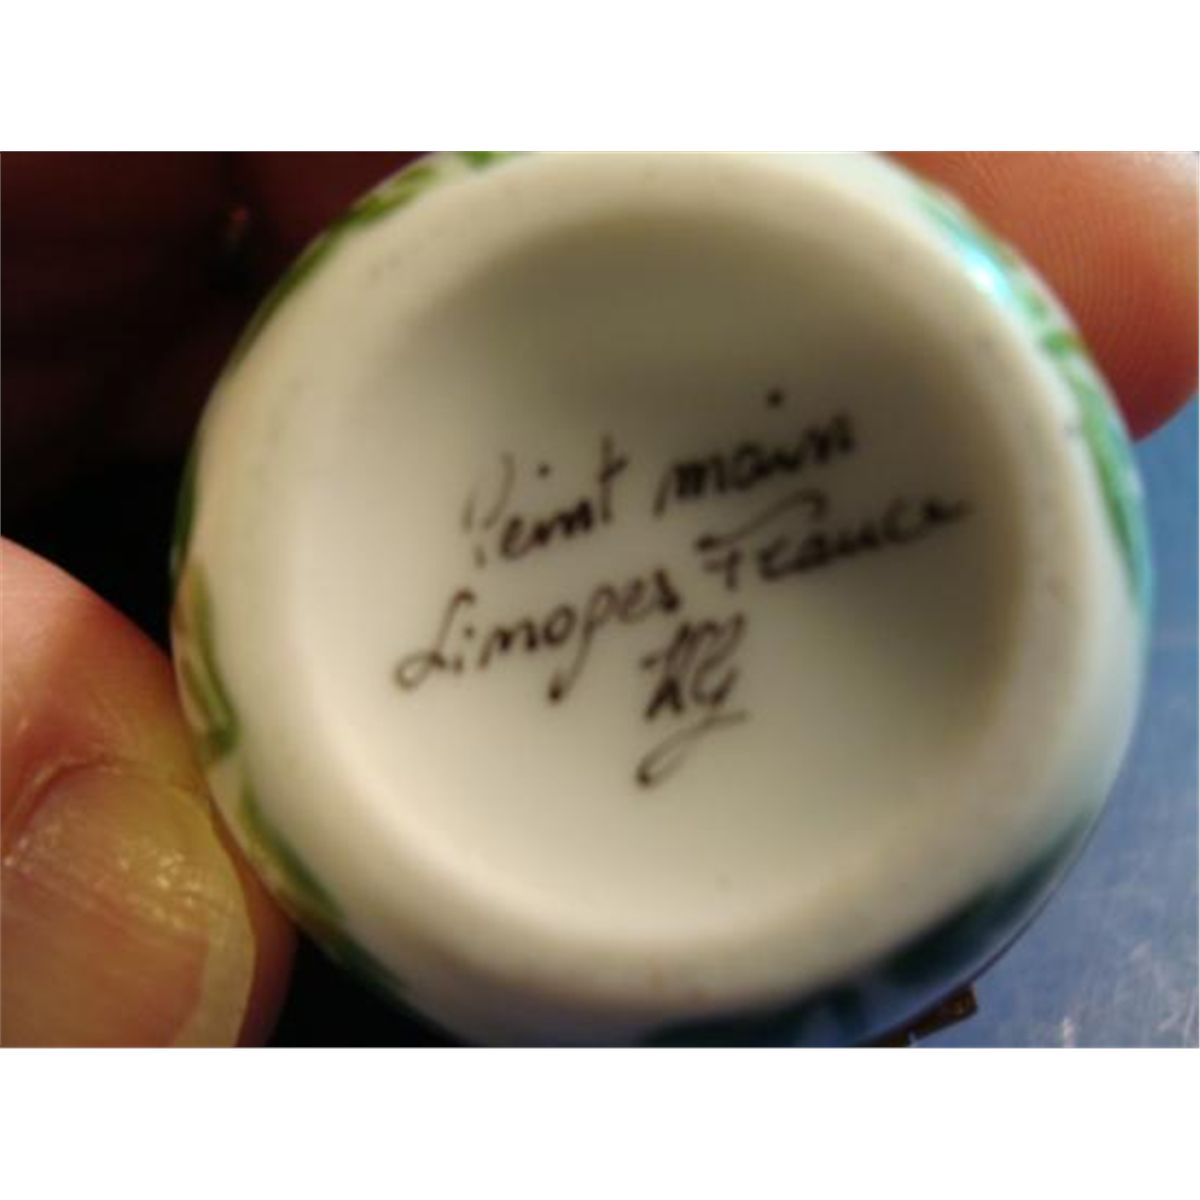 Peint main
Limoges France